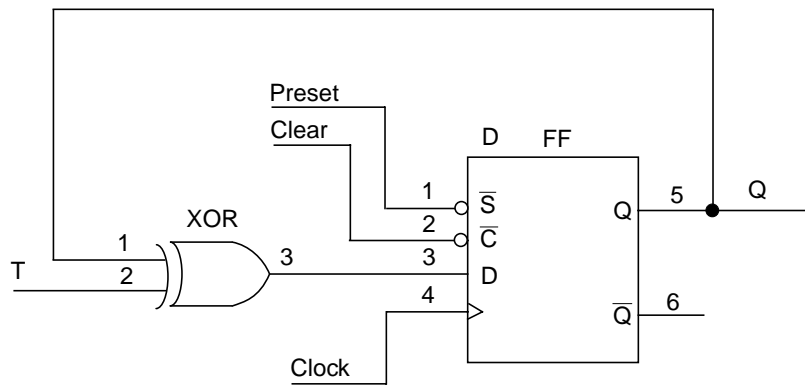 Preset
Clear
D FF
1 S̅ 5 Q
XOR Q
2 C̅
1 3 3 D
T 2
4 Q̅ 6
Clock